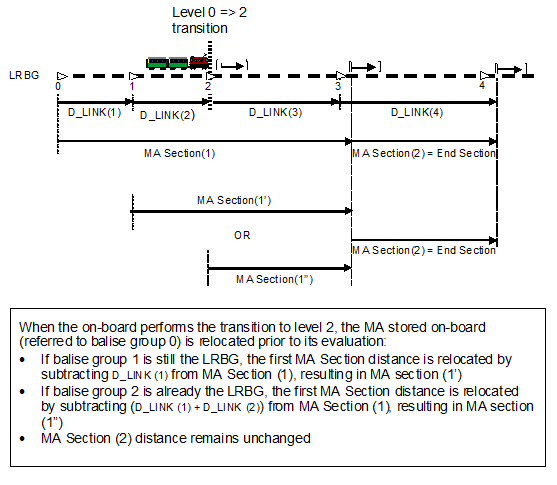 Level 0 => 2
transition
LRBG
0 1 2 3 4
D_LINK(1) D_LINK(2) D_LINK(3) D_LINK(4)
MA Section(1) MA Section(2) = End Section
MA Section(1')
OR
MA Section(2) = End Section
MA Section(1")
When the on-board performs the transition to level 2, the MA stored on-board
(referred to balise group 0) is relocated prior to its evaluation:
• If balise group 1 is still the LRBG, the first MA Section distance is relocated by
subtracting D_LINK (1) from MA Section (1), resulting in MA section (1')
• If balise group 2 is already the LRBG, the first MA Section distance is relocated
by subtracting (D_LINK (1) + D_LINK (2)) from MA Section (1), resulting in MA section
(1")
• MA Section (2) distance remains unchanged